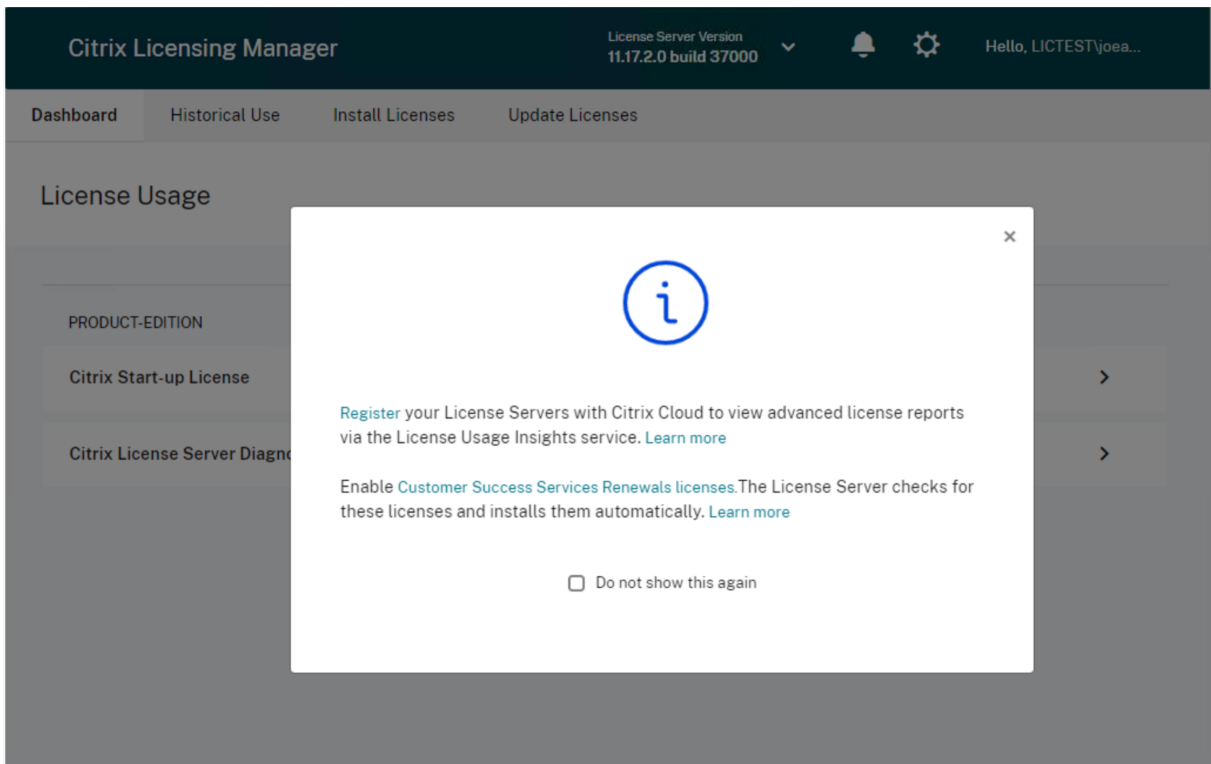 Citrix Licensing Manager
License Server Version
11.17.2.0 build 37000
Hello, LICTEST\joea...
Dashboard Historical Use Install Licenses Update Licenses
License Usage
PRODUCT-EDITION
Citrix Start-up License
Citrix License Server Diagno
Register your License Servers with Citrix Cloud to view advanced license reports
via the License Usage Insights service. Learn more
Enable Customer Success Services Renewals licenses.The License Server checks for
these licenses and installs them automatically. Learn more
Do not show this again